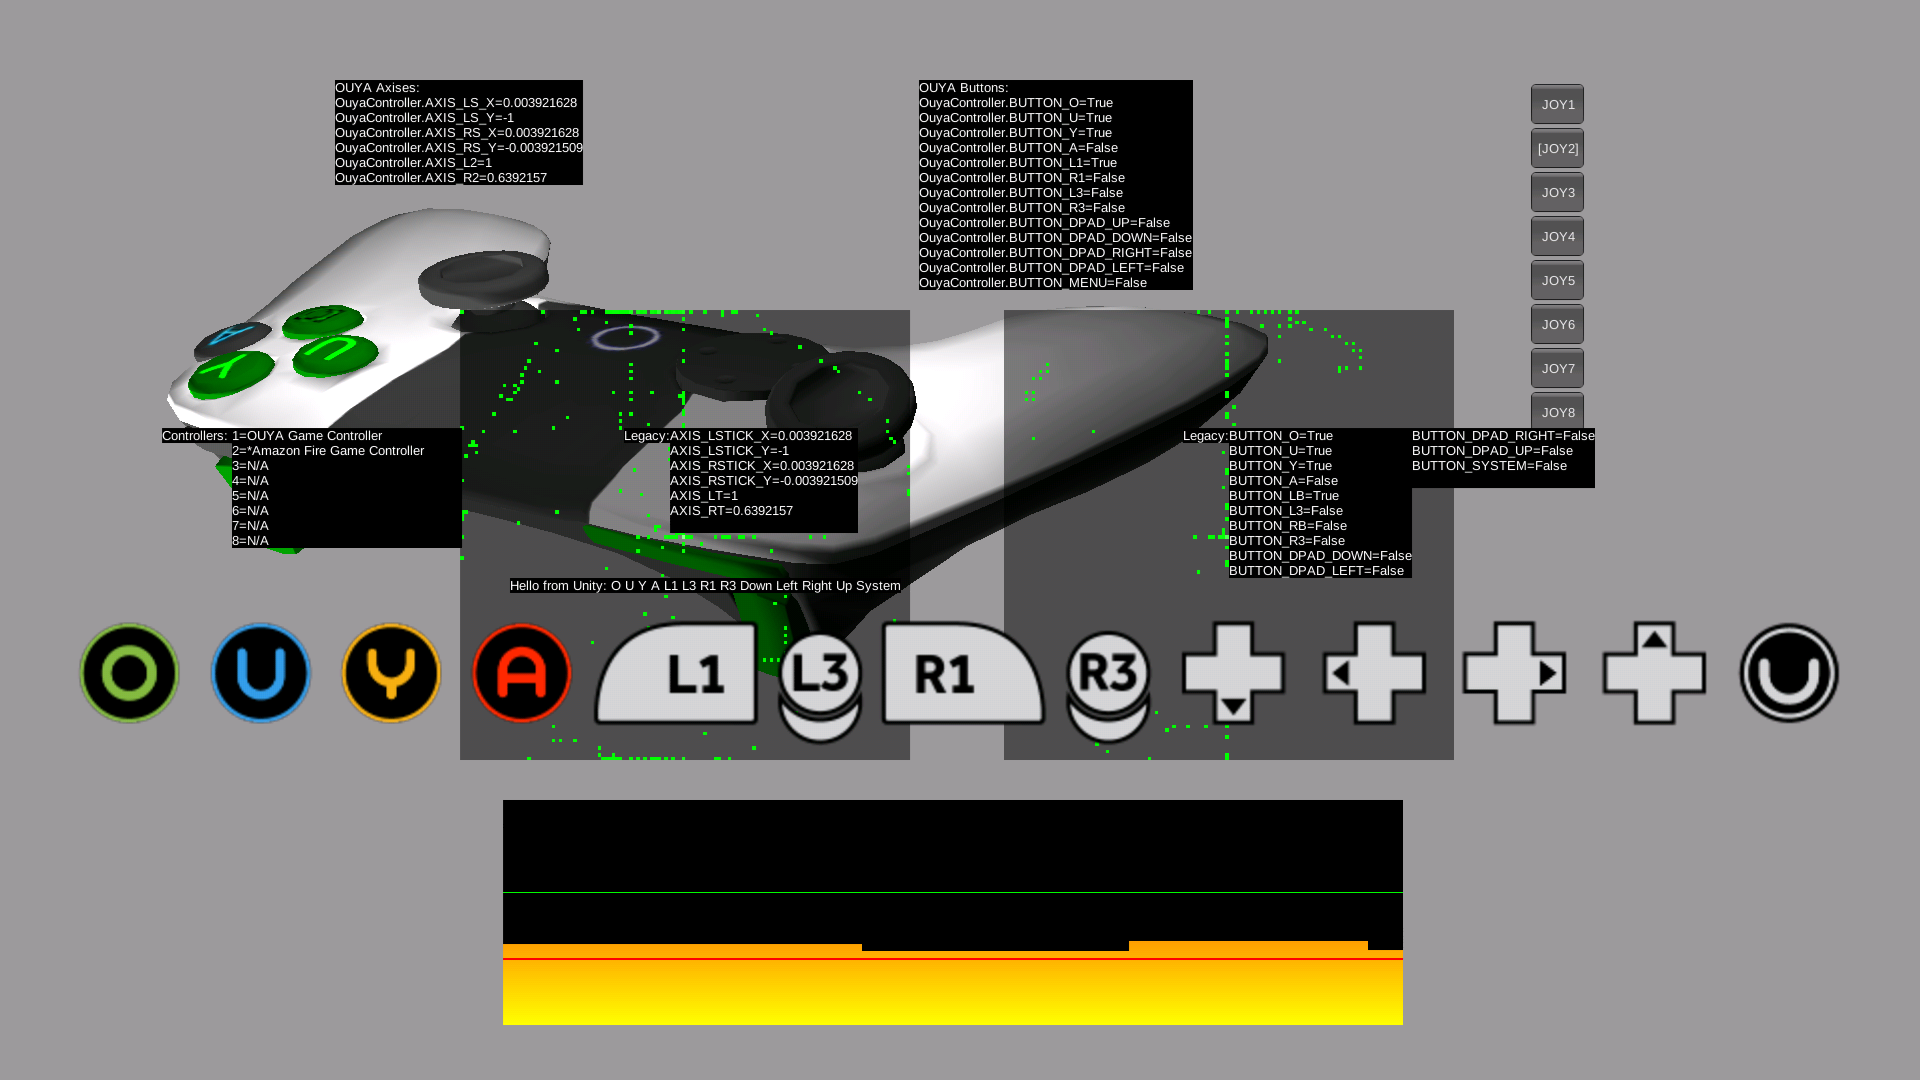 OUYA Axises:
OuyaController.AXIS_LS_X=0.003921628
OuyaController.AXIS_LS_Y=-1
OuyaController.AXIS_RS_X=0.003921628
OuyaController.AXIS_RS_Y=-0.003921509
OuyaController.AXIS_L2=1
OuyaController.AXIS_R2=0.6392157
OUYA Buttons:
OuyaController.BUTTON_O=True
OuyaController.BUTTON_U=True
OuyaController.BUTTON_Y=True
OuyaController.BUTTON_A=False
OuyaController.BUTTON_L1=True
OuyaController.BUTTON_R1=False
OuyaController.BUTTON_L3=False
OuyaController.BUTTON_R3=False
OuyaController.BUTTON_DPAD_UP=False
OuyaController.BUTTON_DPAD_DOWN=False
OuyaController.BUTTON_DPAD_RIGHT=False
OuyaController.BUTTON_DPAD_LEFT=False
OuyaController.BUTTON_MENU=False
JOY1
[JOY2]
JOY3
JOY4
JOY5
JOY6
JOY7
JOY8
A
U
Y
Controllers: 1=OUYA Game Controller
2=*Amazon Fire Game Controller
3=N/A
4=N/A
5=N/A
6=N/A
7=N/A
8=N/A
Legacy:AXIS_LSTICK_X=0.003921628
AXIS_LSTICK_Y=-1
AXIS_RSTICK_X=0.003921628
AXIS_RSTICK_Y=-0.003921509
AXIS_LT=1
AXIS_RT=0.6392157
Legacy:BUTTON_O=True
BUTTON_U=True
BUTTON_Y=True
BUTTON_A=False
BUTTON_LB=True
BUTTON_L3=False
BUTTON_RB=False
BUTTON_R3=False
BUTTON_DPAD_DOWN=False
BUTTON_DPAD_LEFT=False
BUTTON_DPAD_RIGHT=False
BUTTON_DPAD_UP=False
BUTTON_SYSTEM=False
Hello from Unity: O U Y A L1 L3 R1 R3 Down Left Right Up System
O U Y A L1 L3 R1 R3 U